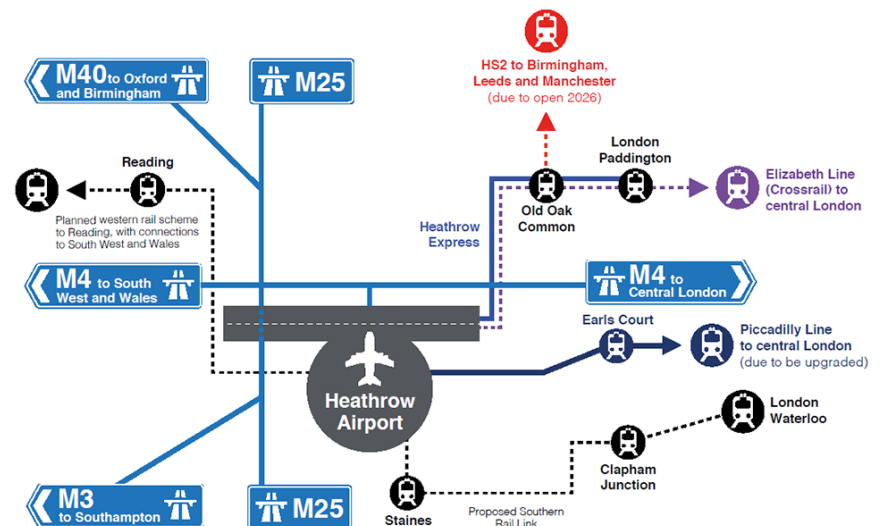 HS2 to Birmingham,
Leeds and Manchester
(due to open 2026)
M40 to Oxford
and Birmingham
M25
Reading
London
Paddington
Elizabeth Line
(Crossrail) to
central London
Old Oak
Common
Planned western rail scheme
to Reading, with connections
to South West and Wales
Heathrow
Express
M4 to South
West and Wales
M4 to
Central London
Earls Court
Piccadilly Line
to central London
(due to be upgraded)
Heathrow
Airport
London
Waterloo
Clapham
Junction
M3
to Southampton
M25
Staines
Proposed Southern
Rail Link